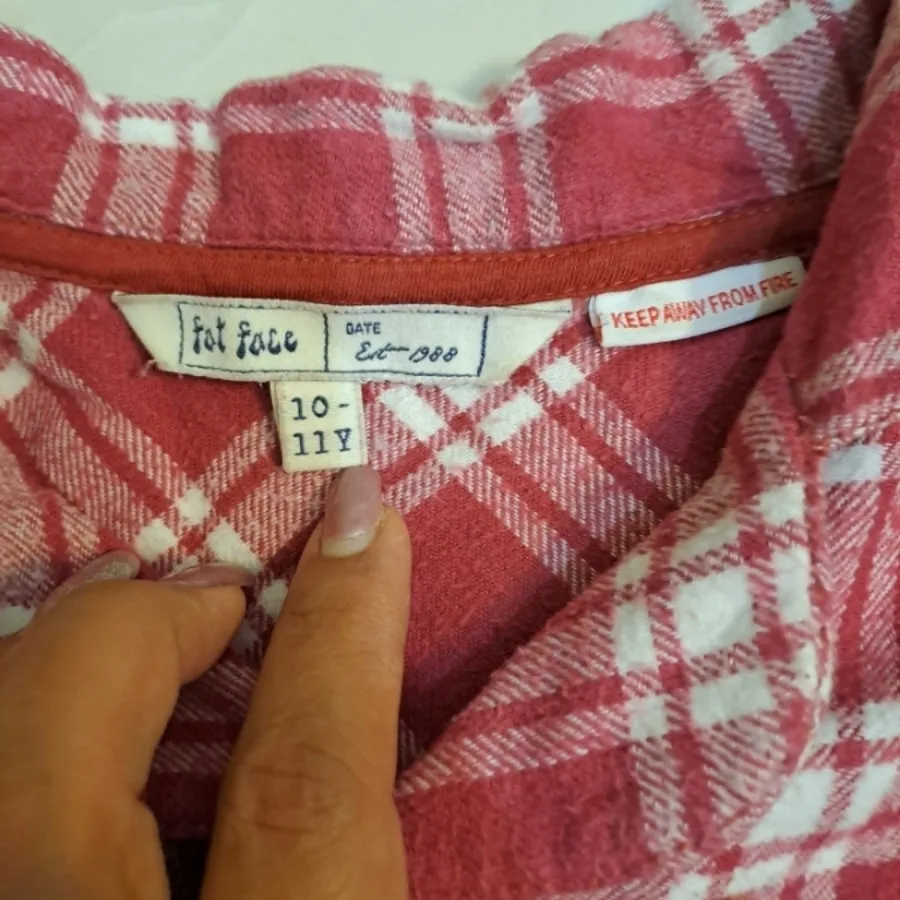 fat face
DATE
Est 1988
KEEP AWAY FROM FIRE
10 -
11Y